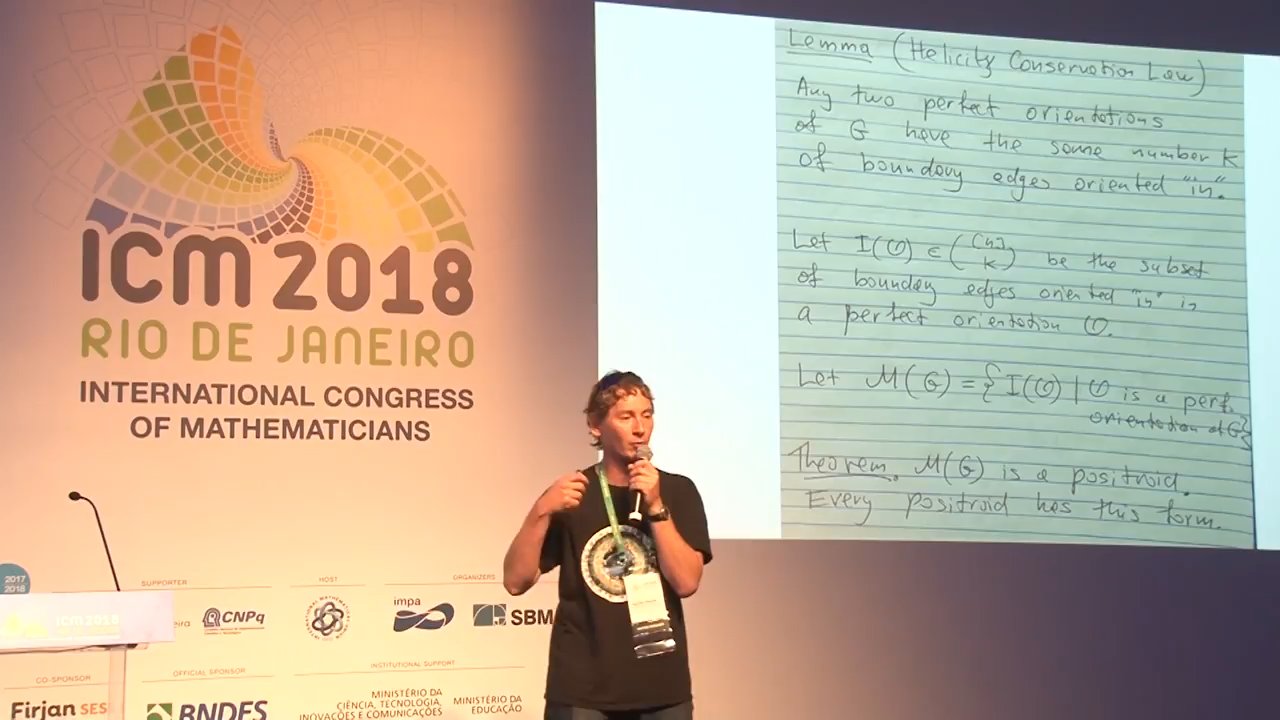 ICM 2018
RIO DE JANEIRO
INTERNATIONAL CONGRESS
OF MATHEMATICIANS
2017
2018
ICM 2018
SUPPORTER
HOST
ORGANIZERS
CNPq
impa
SBM
CO-SPONSOR
OFFICIAL SPONSOR
INSTITUTIONAL SUPPORT
Firjan SESI
BNDES
MINISTÉRIO DA
CIÊNCIA, TECNOLOGIA,
INOVAÇÕES E COMUNICAÇÕES
MINISTÉRIO DA
EDUCAÇÃO
Lemma (Helicity Conservation Law)
Any two perfect orientations
of G have the same number k
of boundary edges oriented "in".
Let I(O) ∈ ([n] k) be the subset
of boundary edges oriented "in" in
a perfect orientation O.
Let M(G) = { I(O) | O is a perf.
orientation of G}
Theorem. M(G) is a positroid.
Every positroid has this form.